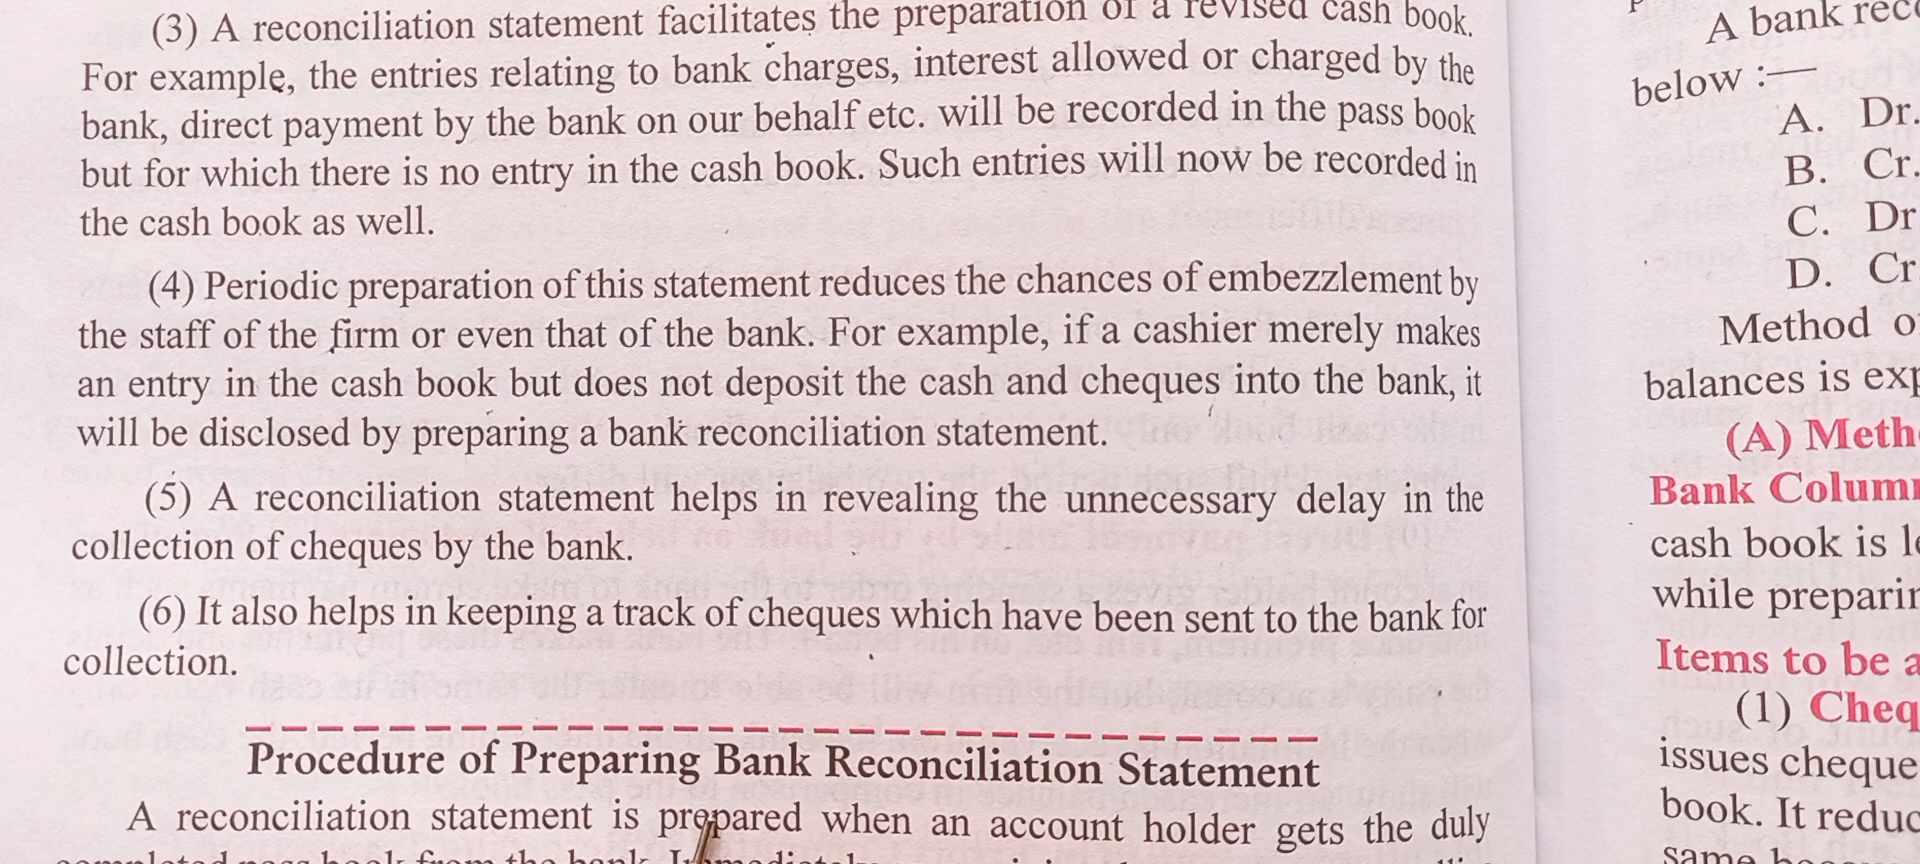 (3) A reconciliation statement facilitates the preparation of a revised cash book.
For example, the entries relating to bank charges, interest allowed or charged by the
bank, direct payment by the bank on our behalf etc. will be recorded in the pass book
but for which there is no entry in the cash book. Such entries will now be recorded in
the cash book as well.
(4) Periodic preparation of this statement reduces the chances of embezzlement by
the staff of the firm or even that of the bank. For example, if a cashier merely makes
an entry in the cash book but does not deposit the cash and cheques into the bank, it
will be disclosed by preparing a bank reconciliation statement.
(5) A reconciliation statement helps in revealing the unnecessary delay in the
collection of cheques by the bank.
(6) It also helps in keeping a track of cheques which have been sent to the bank for
collection.
Procedure of Preparing Bank Reconciliation Statement
A reconciliation statement is prepared when an account holder gets the duly
pass book from the bank.
A bank
below :—
A. Dr.
B. Cr.
C. Dr
D. Cr
Method
balances is
(A)
Bank
cash book is
while
Items to be
(1)
issues
book. It
same